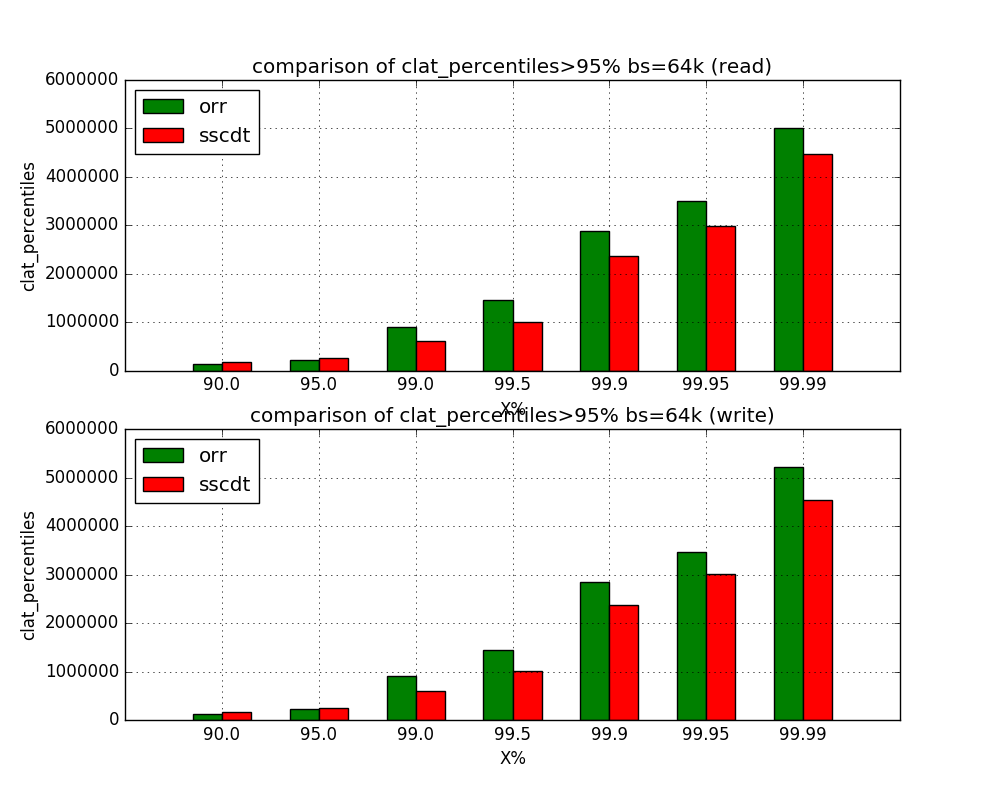 comparison of clat_percentiles>95% bs=64k (read)
6000000
5000000
4000000
3000000
2000000
1000000
0
clat_percentiles
orr
sscdt
90.0 95.0 99.0 99.5 99.9 99.95 99.99
X%
comparison of clat_percentiles>95% bs=64k (write)
6000000
5000000
4000000
3000000
2000000
1000000
0
clat_percentiles
orr
sscdt
90.0 95.0 99.0 99.5 99.9 99.95 99.99
X%